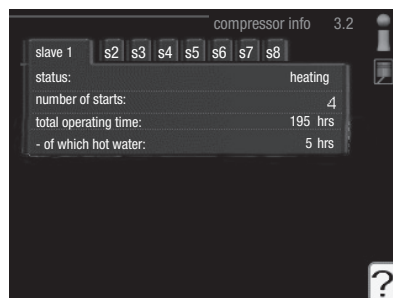 compressor info 3.2
slave 1 s2 s3 s4 s5 s6 s7 s8
status: heating
number of starts: 4
total operating time: 195 hrs
- of which hot water: 5 hrs
?